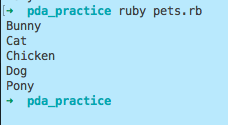 → pda_practice ruby pets.rb
Bunny
Cat
Chicken
Dog
Pony
→ pda_practice